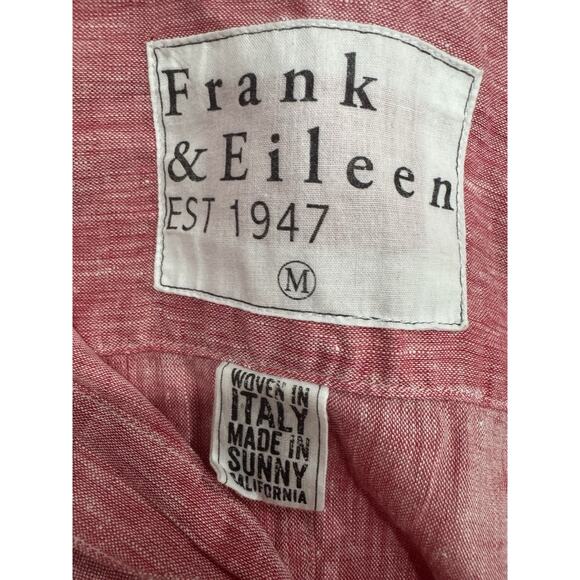 Frank
& Eileen
EST 1947
M
WOVEN IN
ITALY
MADE IN
SUNNY
CALIFORNIA